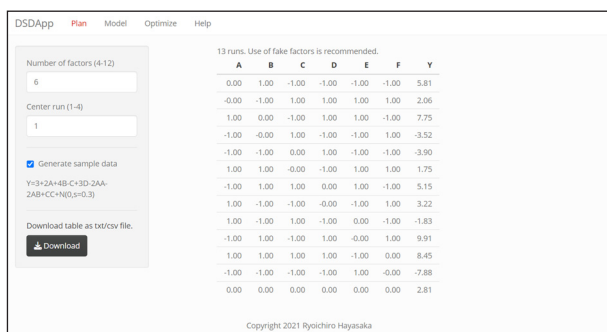 DSDApp Plan Model Optimize Help
Number of factors (4-12)
6
Center run (1-4)
1
Generate sample data
Y=3+2A+4B-C+3D-2AA-
2AB+CC+N(0,s=0.3)
Download table as txt/csv file.
Download
13 runs. Use of fake factors is recommended.
A B C D E F Y
0.00 1.00 -1.00 -1.00 -1.00 -1.00 5.81
-0.00 -1.00 1.00 1.00 1.00 1.00 2.06
1.00 0.00 -1.00 1.00 1.00 -1.00 7.75
-1.00 -0.00 1.00 -1.00 -1.00 1.00 -3.52
-1.00 -1.00 0.00 1.00 -1.00 -1.00 -3.90
1.00 1.00 -0.00 -1.00 1.00 1.00 1.75
-1.00 1.00 1.00 0.00 1.00 -1.00 5.15
1.00 -1.00 -1.00 -0.00 -1.00 1.00 3.22
1.00 -1.00 1.00 -1.00 0.00 -1.00 -1.83
-1.00 1.00 -1.00 1.00 -0.00 1.00 9.91
1.00 1.00 1.00 1.00 -1.00 0.00 8.45
-1.00 -1.00 -1.00 -1.00 1.00 -0.00 -7.88
0.00 0.00 0.00 0.00 0.00 0.00 2.81
Copyright 2021 Ryoichiro Hayasaka